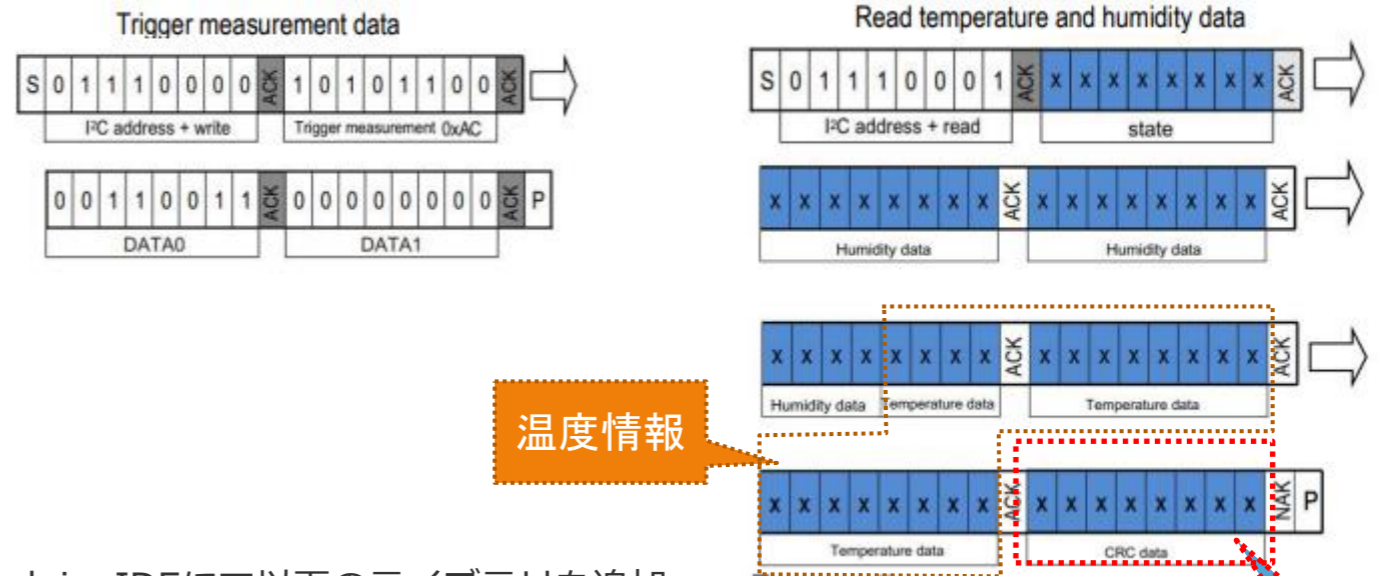 Trigger measurement data
S 0 1 1 1 0 0 0 0 ACK 1 0 1 0 1 1 0 0 ACK
I²C address + write Trigger measurement 0xAC
0 0 1 1 0 0 1 1 ACK 0 0 0 0 0 0 0 0 ACK P
DATA0 DATA1
Read temperature and humidity data
S 0 1 1 1 0 0 0 1 ACK x x x x x x x x ACK
I²C address + read state
x x x x x x x x ACK x x x x x x x x ACK
Humidity data Humidity data
x x x x x x x x ACK x x x x x x x x ACK
Humidity data Temperature data Temperature data
温度情報
x x x x x x x x ACK x x x x x x x x NAK P
Temperature data CRC data